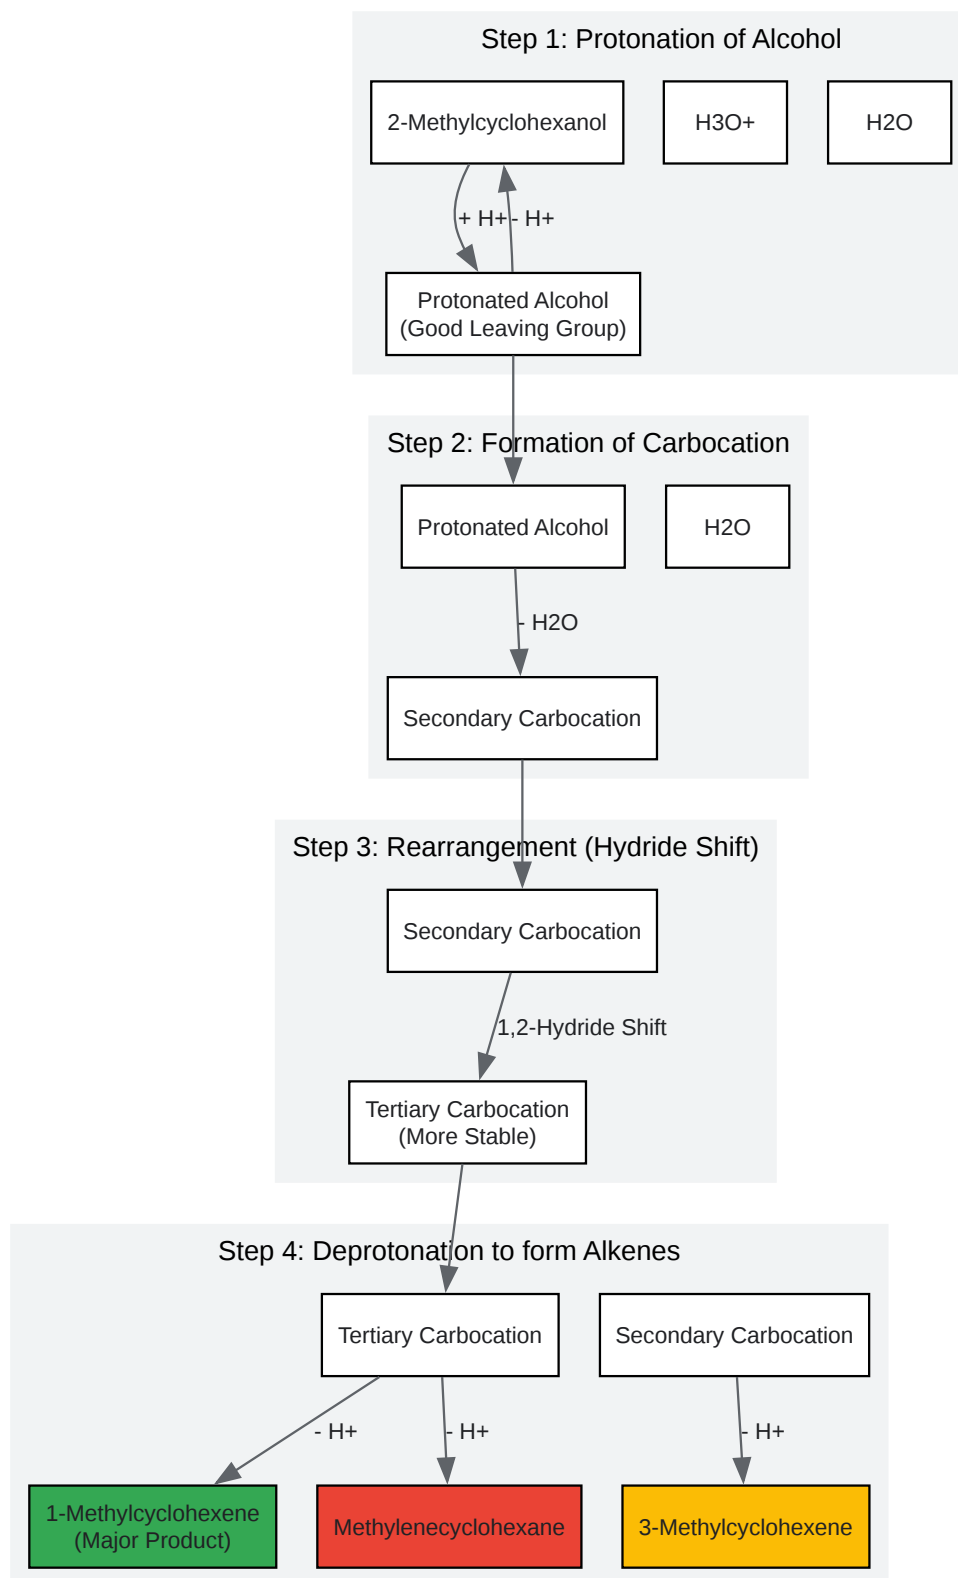 Step 1: Protonation of Alcohol
2-Methylcyclohexanol
H3O+
H2O
+ H+
- H+
Protonated Alcohol
(Good Leaving Group)
Step 2: Formation of Carbocation
Protonated Alcohol
H2O
- H2O
Secondary Carbocation
Step 3: Rearrangement (Hydride Shift)
Secondary Carbocation
1,2-Hydride Shift
Tertiary Carbocation
(More Stable)
Step 4: Deprotonation to form Alkenes
Tertiary Carbocation
Secondary Carbocation
- H+
- H+
- H+
1-Methylcyclohexene
(Major Product)
Methylenecyclohexane
3-Methylcyclohexene